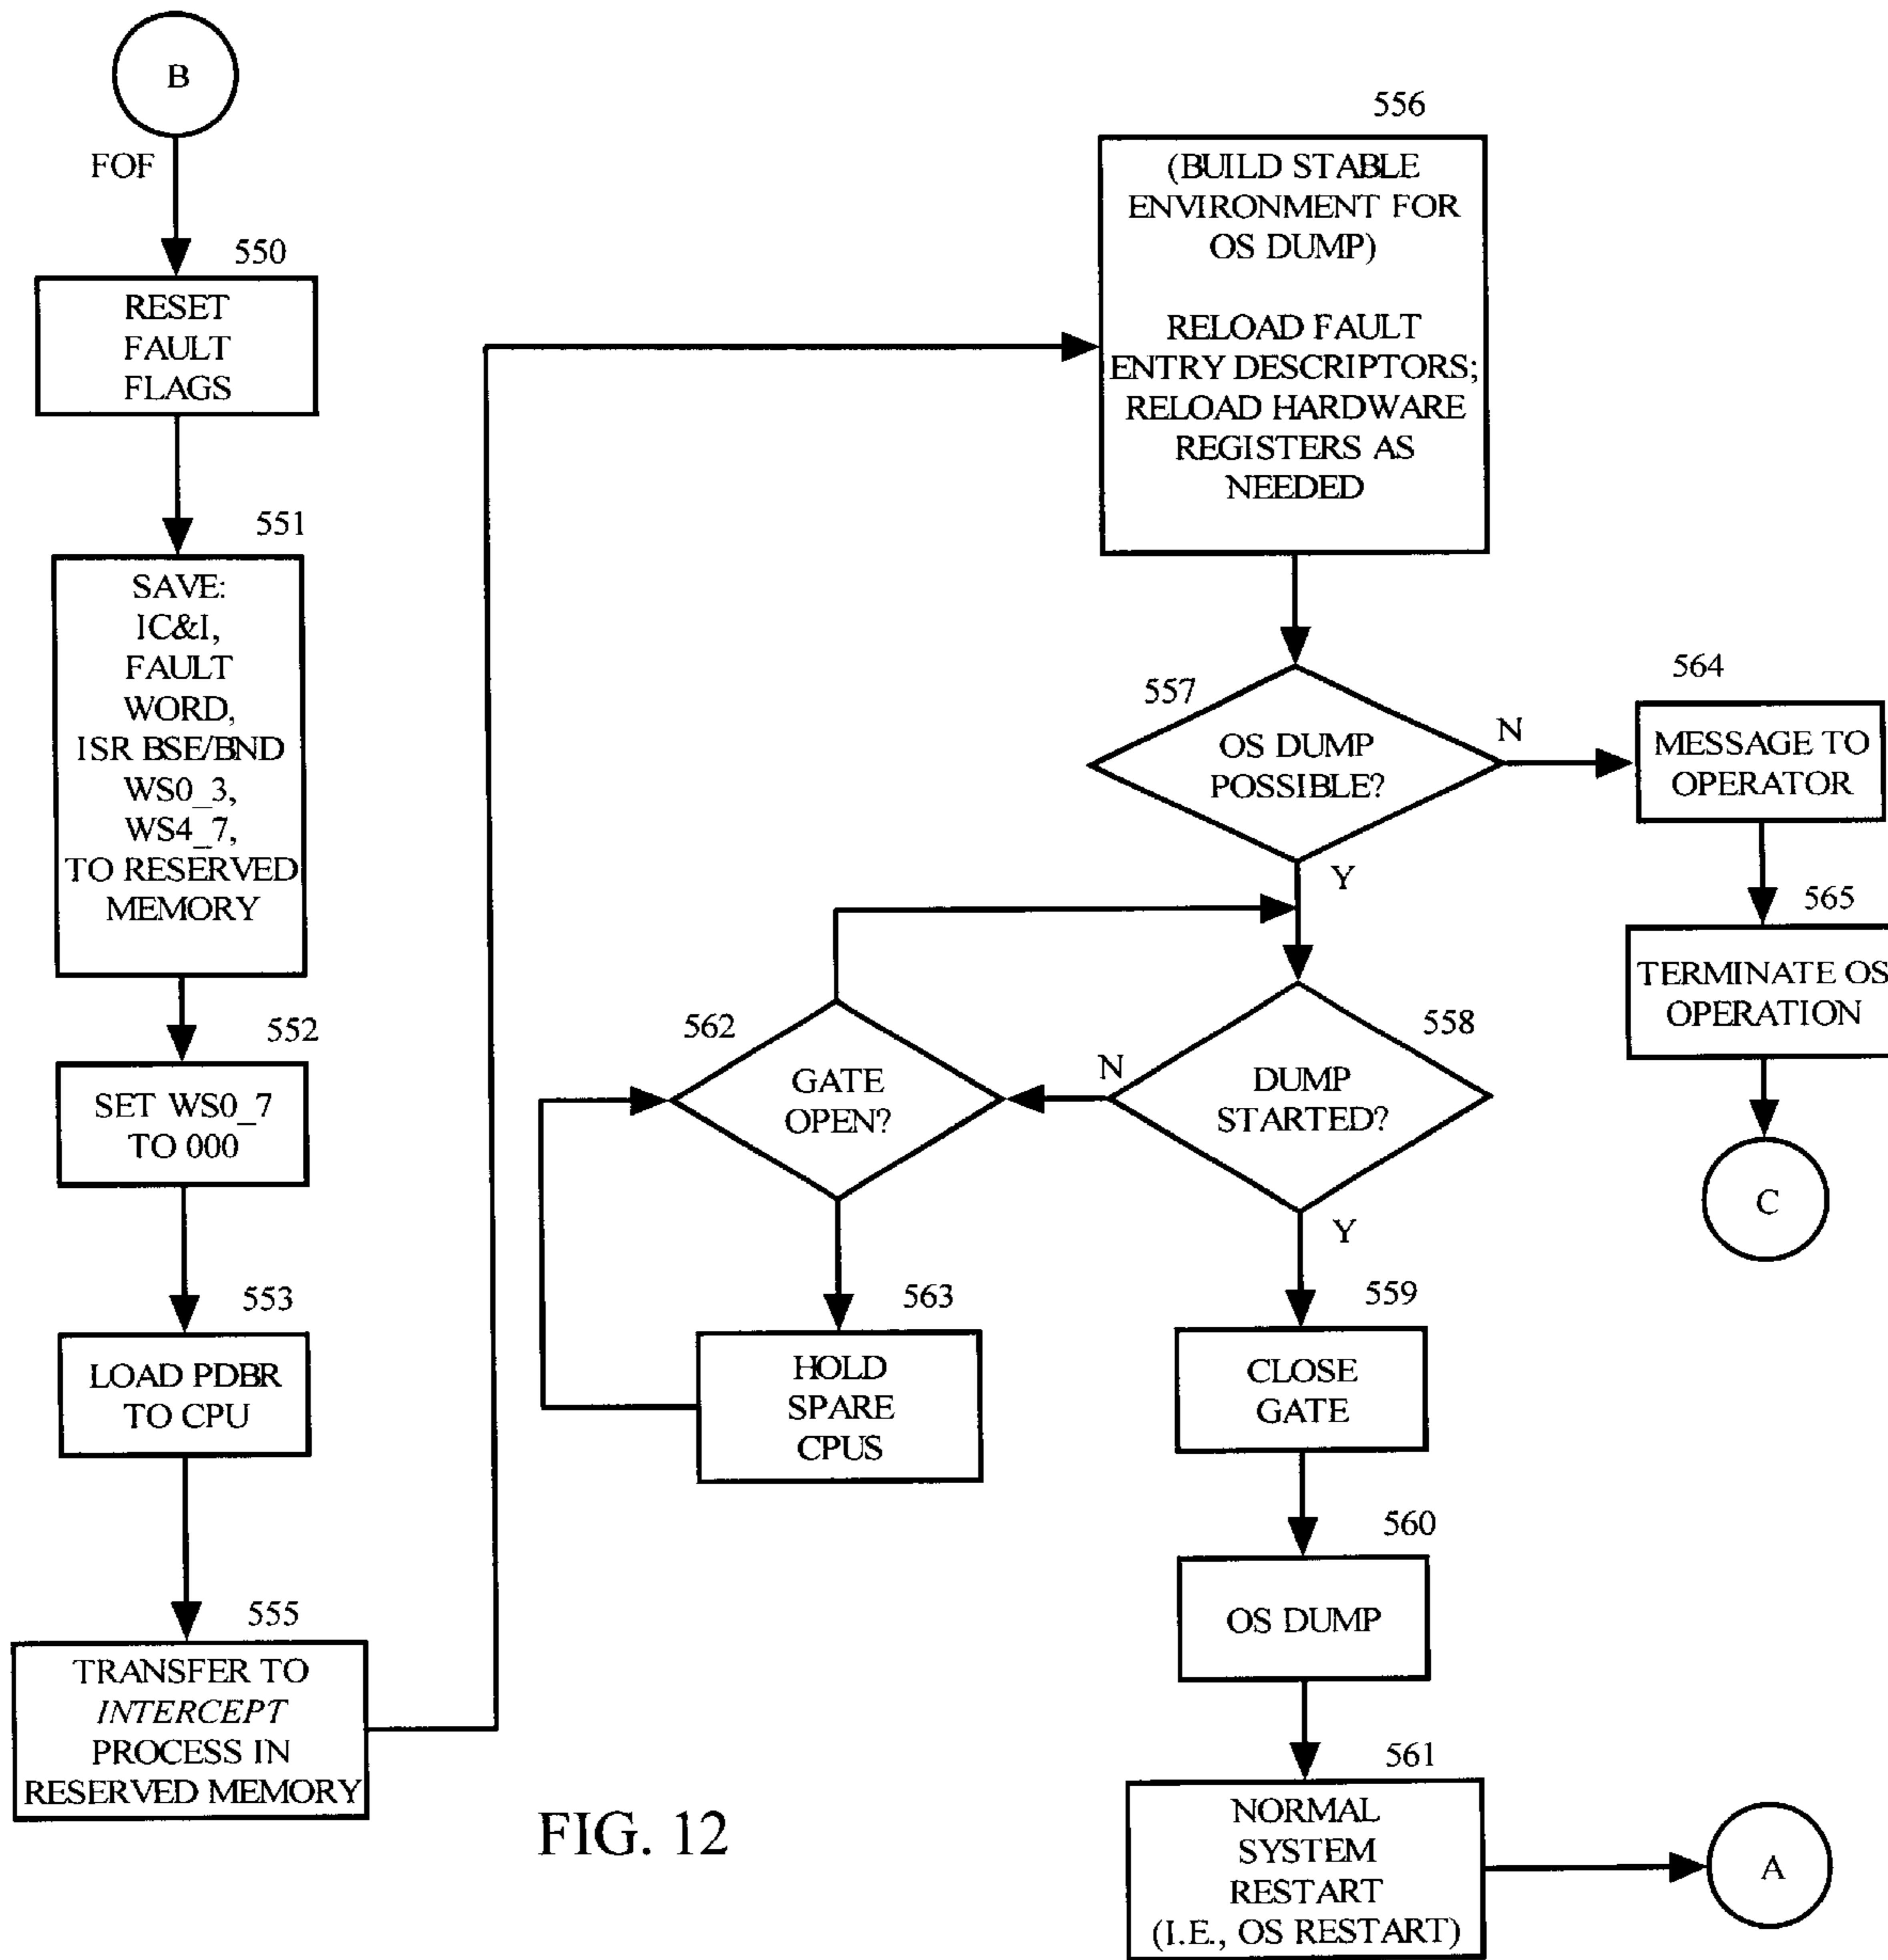 B
FOF
550
RESET
FAULT
FLAGS
551
SAVE:
IC&I,
FAULT
WORD,
ISR BSE/BND
WS0_3,
WS4_7,
TO RESERVED
MEMORY
552
SET WS0_7
TO 000
553
LOAD PDBR
TO CPU
555
TRANSFER TO
INTERCEPT
PROCESS IN
RESERVED MEMORY
556
(BUILD STABLE
ENVIRONMENT FOR
OS DUMP)
RELOAD FAULT
ENTRY DESCRIPTORS;
RELOAD HARDWARE
REGISTERS AS
NEEDED
557
OS DUMP
POSSIBLE?
N
Y
564
MESSAGE TO
OPERATOR
565
TERMINATE OS
OPERATION
C
558
DUMP
STARTED?
N
Y
562
GATE
OPEN?
563
HOLD
SPARE
CPUS
559
CLOSE
GATE
560
OS DUMP
561
NORMAL
SYSTEM
RESTART
(I.E., OS RESTART)
A
FIG. 12